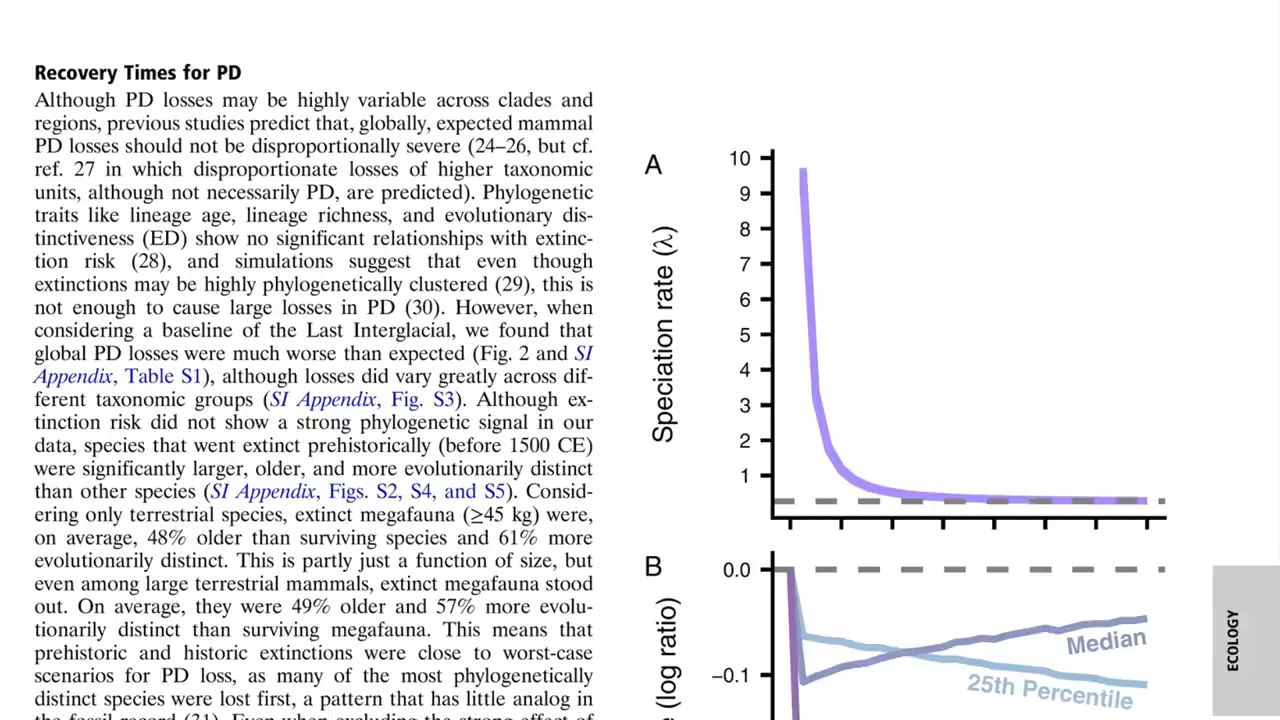 Recovery Times for PD
Although PD losses may be highly variable across clades and
regions, previous studies predict that, globally, expected mammal
PD losses should not be disproportionally severe (24–26, but cf.
ref. 27 in which disproportionate losses of higher taxonomic
units, although not necessarily PD, are predicted). Phylogenetic
traits like lineage age, lineage richness, and evolutionary dis-
tinctiveness (ED) show no significant relationships with extinc-
tion risk (28), and simulations suggest that even though
extinctions may be highly phylogenetically clustered (29), this is
not enough to cause large losses in PD (30). However, when
considering a baseline of the Last Interglacial, we found that
global PD losses were much worse than expected (Fig. 2 and SI
Appendix, Table S1), although losses did vary greatly across dif-
ferent taxonomic groups (SI Appendix, Fig. S3). Although ex-
tinction risk did not show a strong phylogenetic signal in our
data, species that went extinct prehistorically (before 1500 CE)
were significantly larger, older, and more evolutionarily distinct
than other species (SI Appendix, Figs. S2, S4, and S5). Consid-
ering only terrestrial species, extinct megafauna (≥45 kg) were,
on average, 48% older than surviving species and 61% more
evolutionarily distinct. This is partly just a function of size, but
even among large terrestrial mammals, extinct megafauna stood
out. On average, they were 49% older and 57% more evolu-
tionarily distinct than surviving megafauna. This means that
prehistoric and historic extinctions were close to worst-case
scenarios for PD loss, as many of the most phylogenetically
distinct species were lost first, a pattern that has little analog in
the fossil record (31). Even when excluding the strong effect of
A
Speciation rate (λ)
10
9
8
7
6
5
4
3
2
1
B
(log ratio)
0.0
−0.1
Median
25th Percentile
ECOLOGY